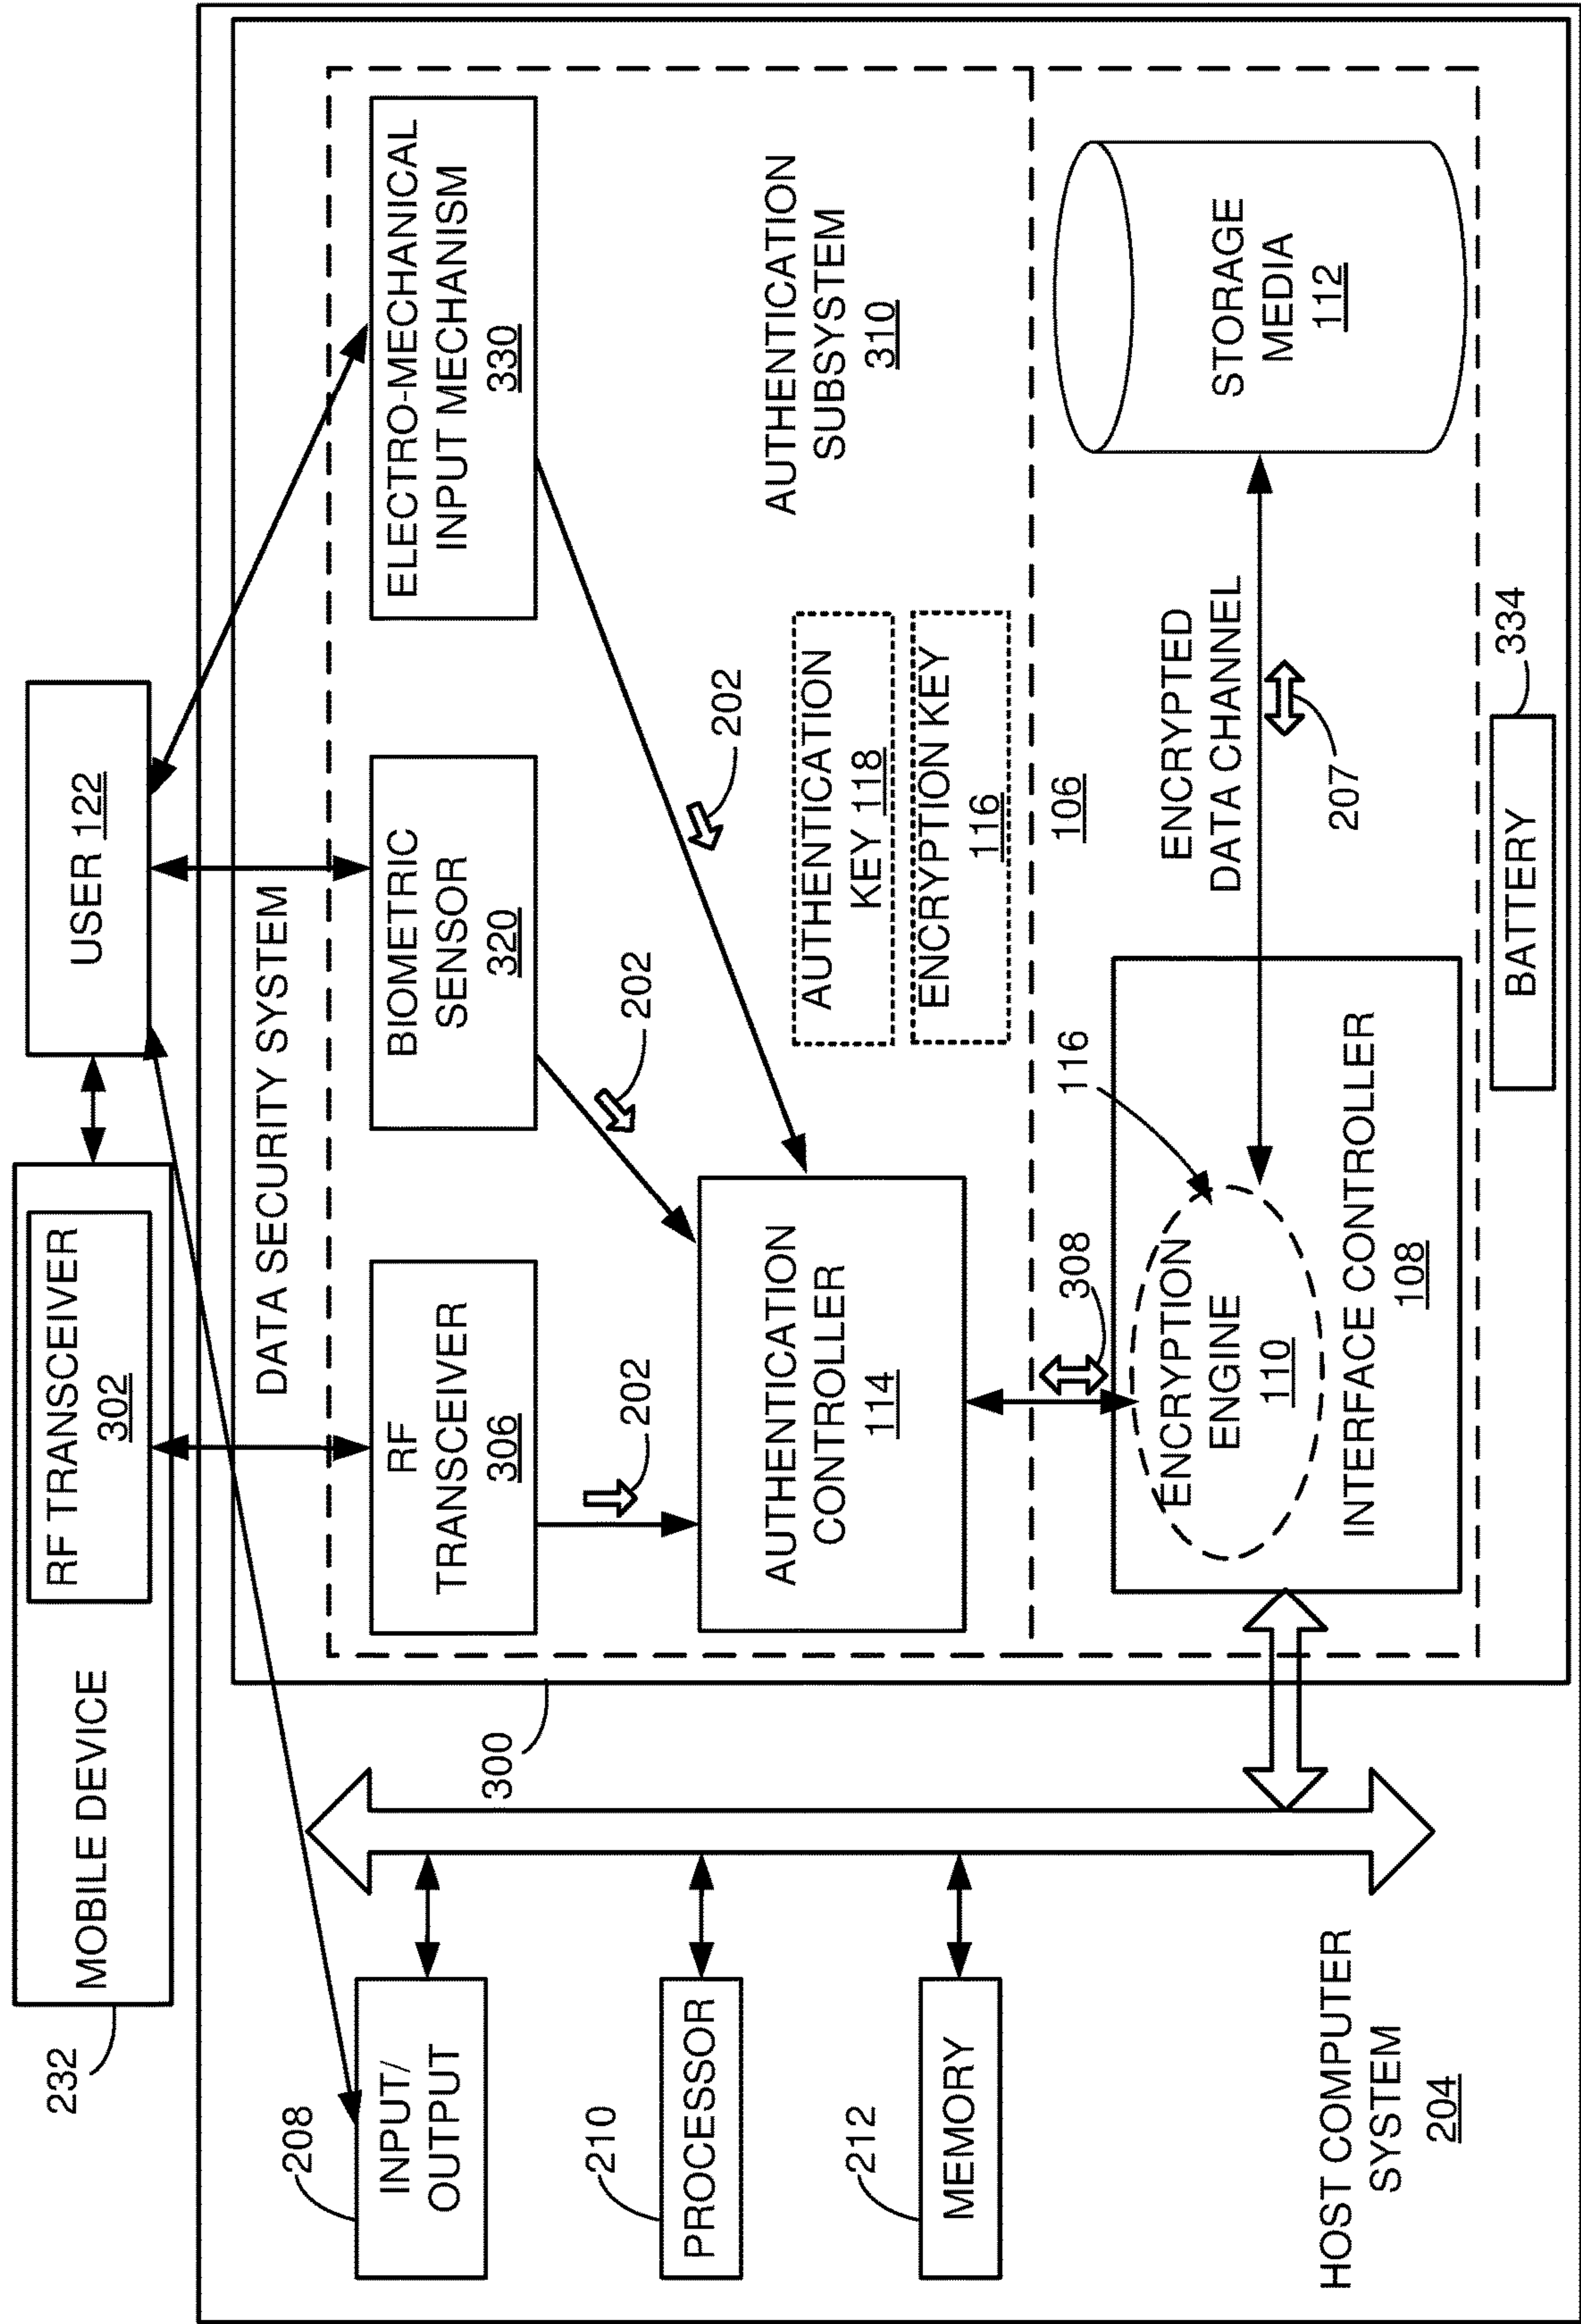 232
MOBILE DEVICE
RF TRANSCEIVER
302
USER 122
DATA SECURITY SYSTEM
208
INPUT/
OUTPUT
210
PROCESSOR
212
MEMORY
HOST COMPUTER
SYSTEM
204
300
RF
TRANSCEIVER
306
BIOMETRIC
SENSOR
320
ELECTRO-MECHANICAL
INPUT MECHANISM
330
202
202
202
AUTHENTICATION
CONTROLLER
114
AUTHENTICATION
KEY 118
ENCRYPTION KEY
116
AUTHENTICATION
SUBSYSTEM
310
106
308
116
ENCRYPTION
ENGINE
110
INTERFACE CONTROLLER
108
ENCRYPTED
DATA CHANNEL
207
STORAGE
MEDIA
112
BATTERY
334